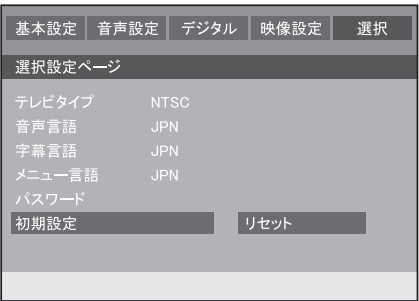 基本設定 音声設定 デジタル 映像設定 選択
選択設定ページ
テレビタイプ NTSC
音声言語 JPN
字幕言語 JPN
メニュー言語 JPN
パスワード
初期設定 リセット